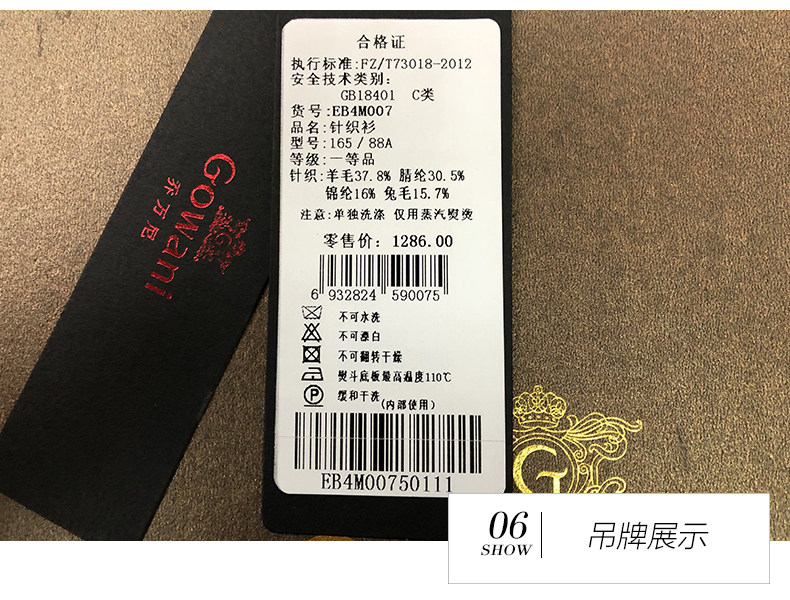 合格证
执行标准:FZ/T73018-2012
安全技术类别:
GB18401 C类
货号:EB4M007
品名:针织衫
型号:165/88A
等级:一等品
针织:羊毛37.8% 腈纶30.5%
锦纶16% 兔毛15.7%
注意:单独洗涤 仅用蒸汽熨烫
零售价: 1286.00
6 932824 590075
不可水洗
不可漂白
不可翻转干燥
熨斗底板最高温度110℃
P 缓和干洗(内部使用)
EB4M00750111
Gowani
乔万尼
G
06
SHOW
吊牌展示